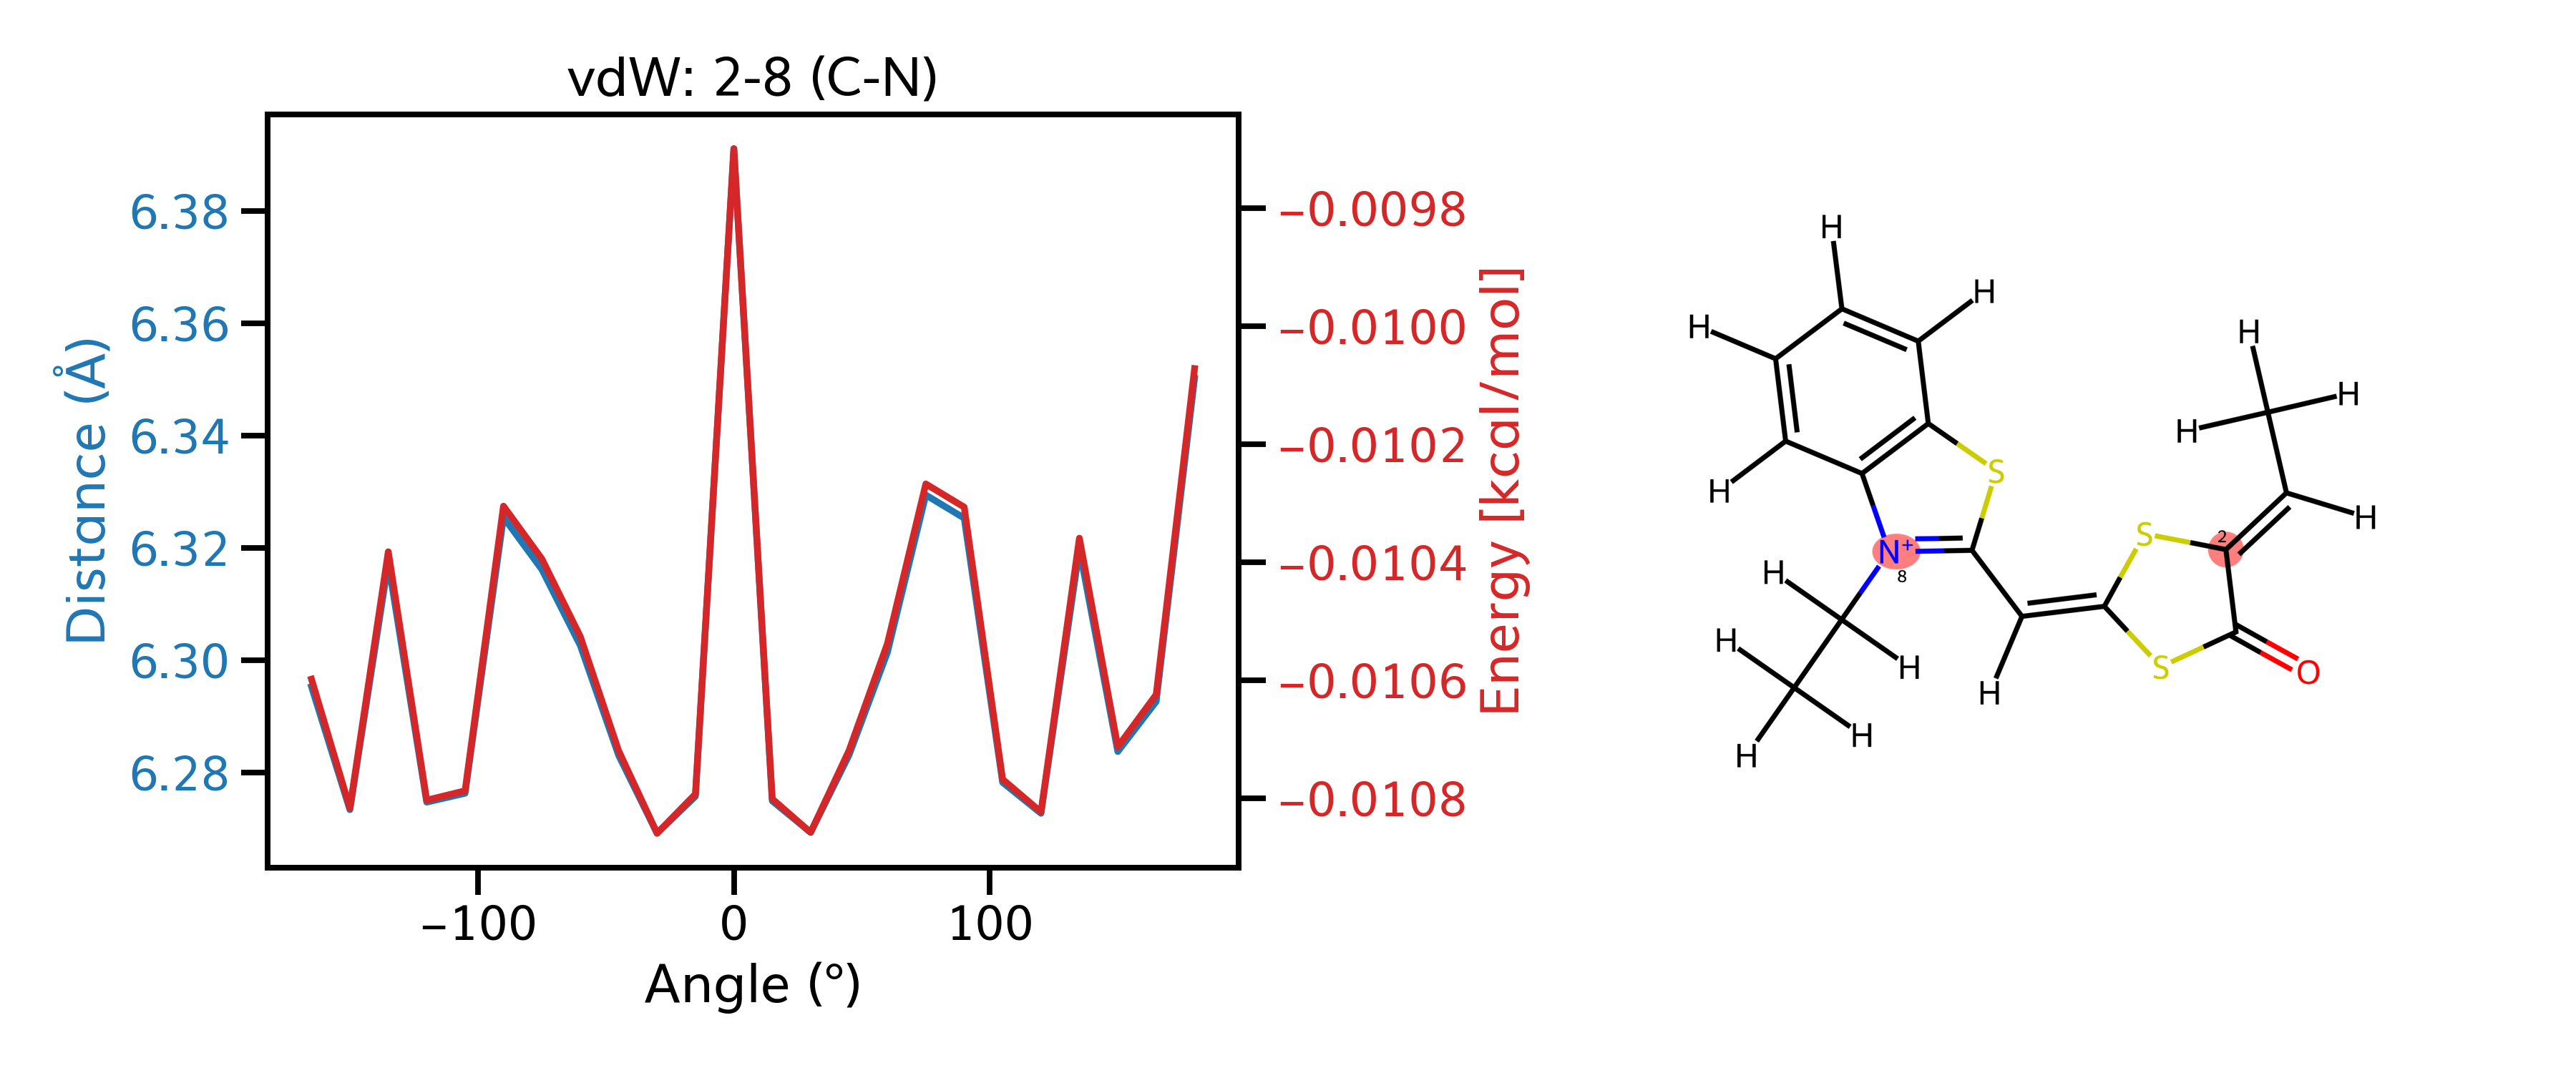 vdW: 2-8 (C-N)
Distance (Å)
6.38
6.36
6.34
6.32
6.30
6.28
−0.0098
−0.0100
−0.0102
−0.0104
−0.0106
−0.0108
Energy [kcal/mol]
−100
0
100
Angle (°)
H
H
H
H
H
H
S
H
H
S
2
N+
8
H
H
H
H
S
O
H
H